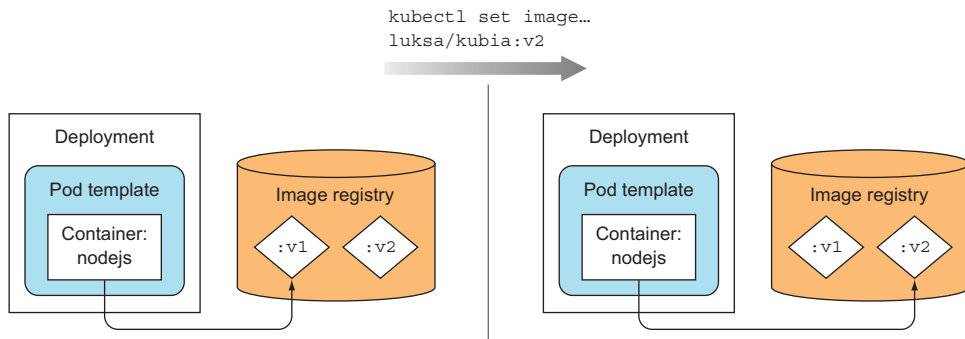 kubectl set image…
luksa/kubia:v2
Deployment
Pod template
Container:
nodejs
Image registry
:v1
:v2
Deployment
Pod template
Container:
nodejs
Image registry
:v1
:v2